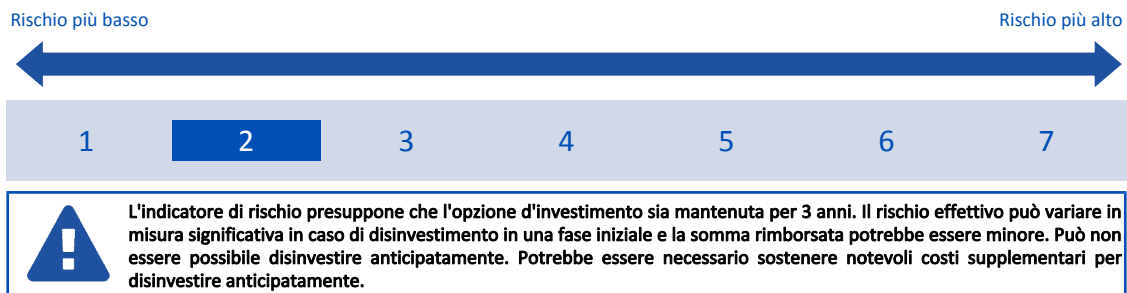 Rischio più basso Rischio più alto
1 2 3 4 5 6 7
L'indicatore di rischio presuppone che l'opzione d'investimento sia mantenuta per 3 anni. Il rischio effettivo può variare in
misura significativa in caso di disinvestimento in una fase iniziale e la somma rimborsata potrebbe essere minore. Può non
essere possibile disinvestire anticipatamente. Potrebbe essere necessario sostenere notevoli costi supplementari per
disinvestire anticipatamente.